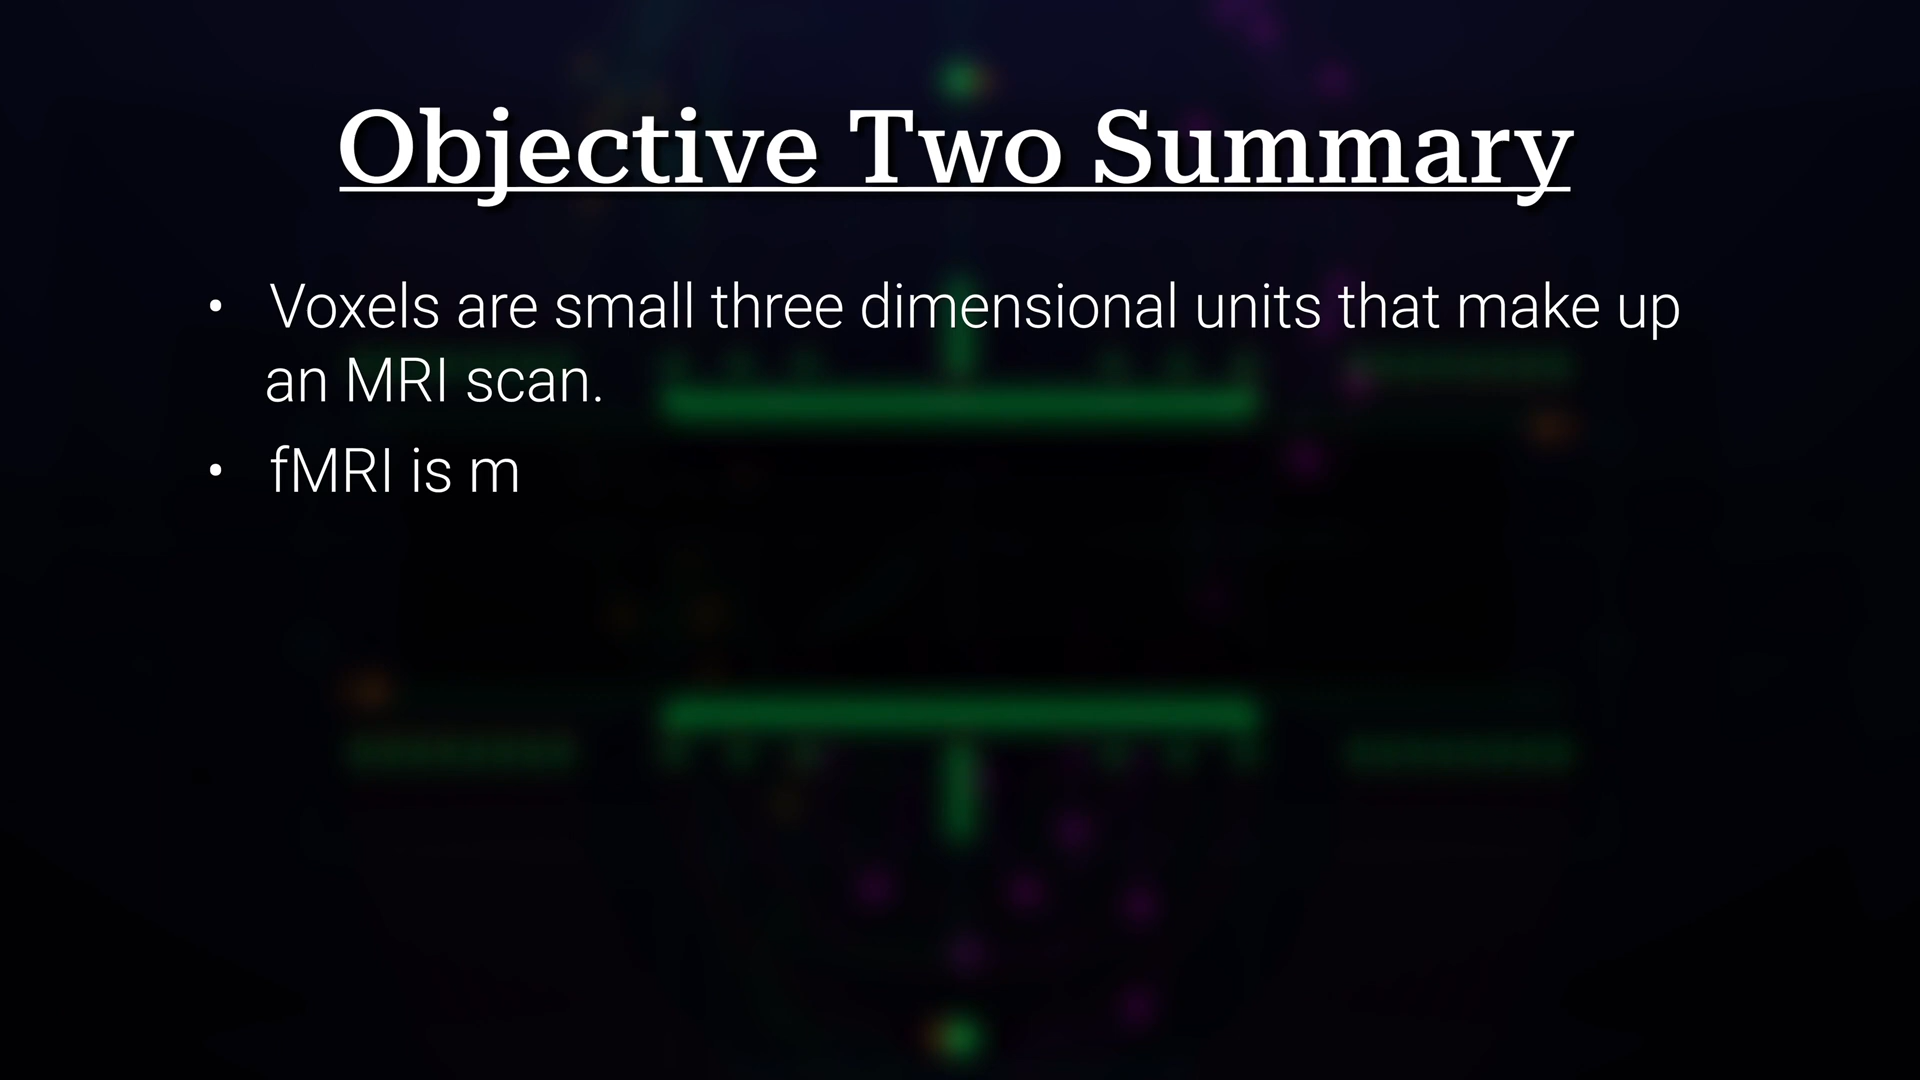 Objective Two Summary
• Voxels are small three dimensional units that make up
an MRI scan.
• fMRI is m